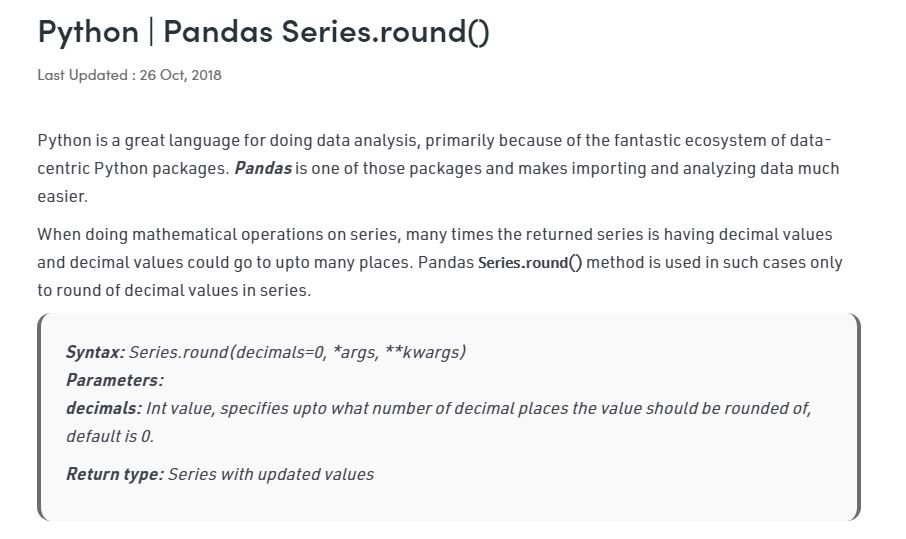 Python | Pandas Series.round()
Last Updated : 26 Oct, 2018
Python is a great language for doing data analysis, primarily because of the fantastic ecosystem of data-
centric Python packages. Pandas is one of those packages and makes importing and analyzing data much
easier.
When doing mathematical operations on series, many times the returned series is having decimal values
and decimal values could go to upto many places. Pandas Series.round() method is used in such cases only
to round of decimal values in series.
Syntax: Series.round(decimals=0, *args, **kwargs)
Parameters:
decimals: Int value, specifies upto what number of decimal places the value should be rounded of,
default is 0.
Return type: Series with updated values